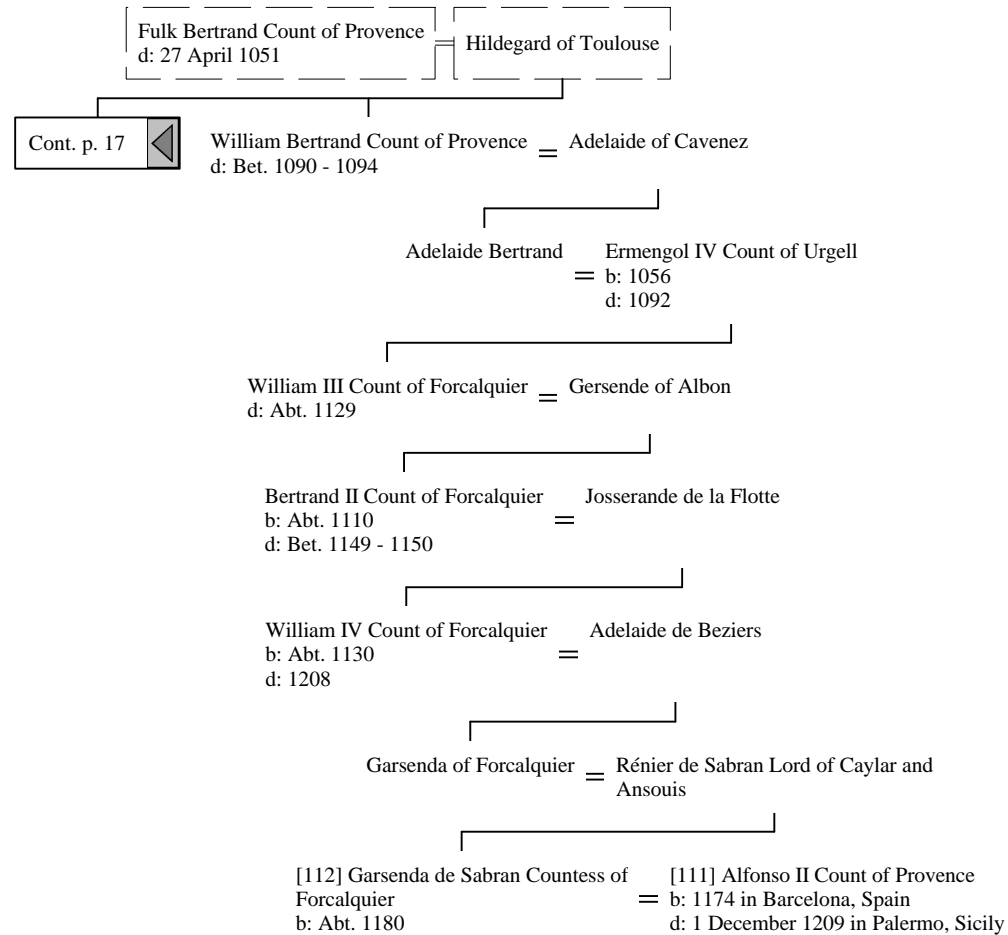 Fulk Bertrand Count of Provence
d: 27 April 1051
Hildegard of Toulouse
Cont. p. 17
William Bertrand Count of Provence
d: Bet. 1090 - 1094
=
Adelaide of Cavenez
Adelaide Bertrand
=
Ermengol IV Count of Urgell
b: 1056
d: 1092
William III Count of Forcalquier
d: Abt. 1129
=
Gersende of Albon
Bertrand II Count of Forcalquier
b: Abt. 1110
d: Bet. 1149 - 1150
=
Josserande de la Flotte
William IV Count of Forcalquier
b: Abt. 1130
d: 1208
=
Adelaide de Beziers
Garsenda of Forcalquier
=
Rénier de Sabran Lord of Caylar and
Ansouis
[112] Garsenda de Sabran Countess of
Forcalquier
b: Abt. 1180
=
[111] Alfonso II Count of Provence
b: 1174 in Barcelona, Spain
d: 1 December 1209 in Palermo, Sicily